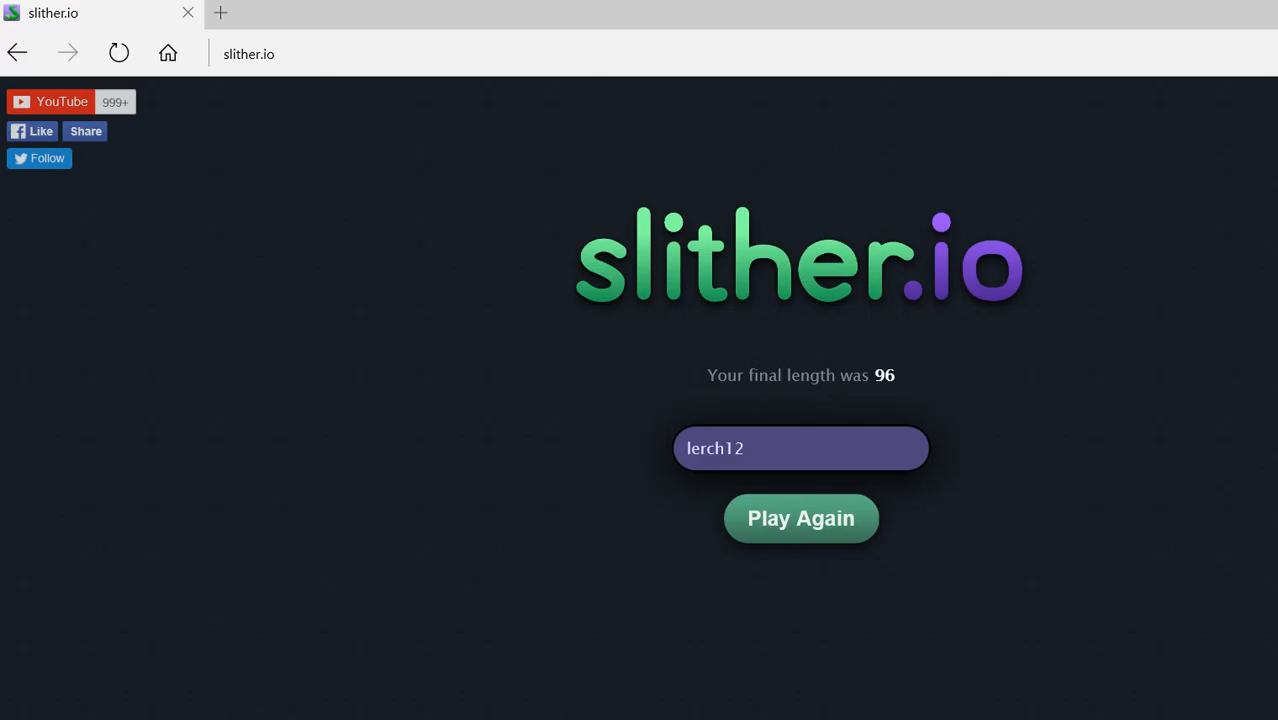 slither.io
slither.io
YouTube 999+
Like Share
Follow
slither.io
Your final length was 96
lerch12
Play Again